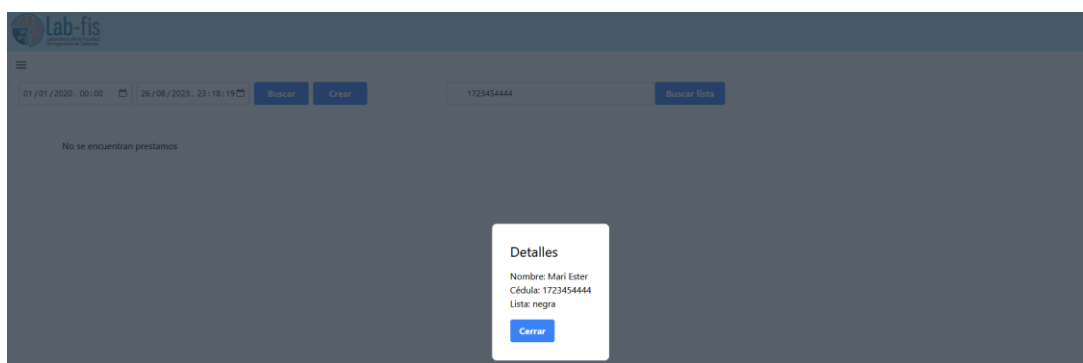 Lab-fis
01/01/2020, 00:00 26/08/2023, 23:18:19 Buscar Crear 1723454444 Buscar lista
No se encuentran prestamos
Detalles
Nombre: Mari Ester
Cédula: 1723454444
Lista: negra
Cerrar